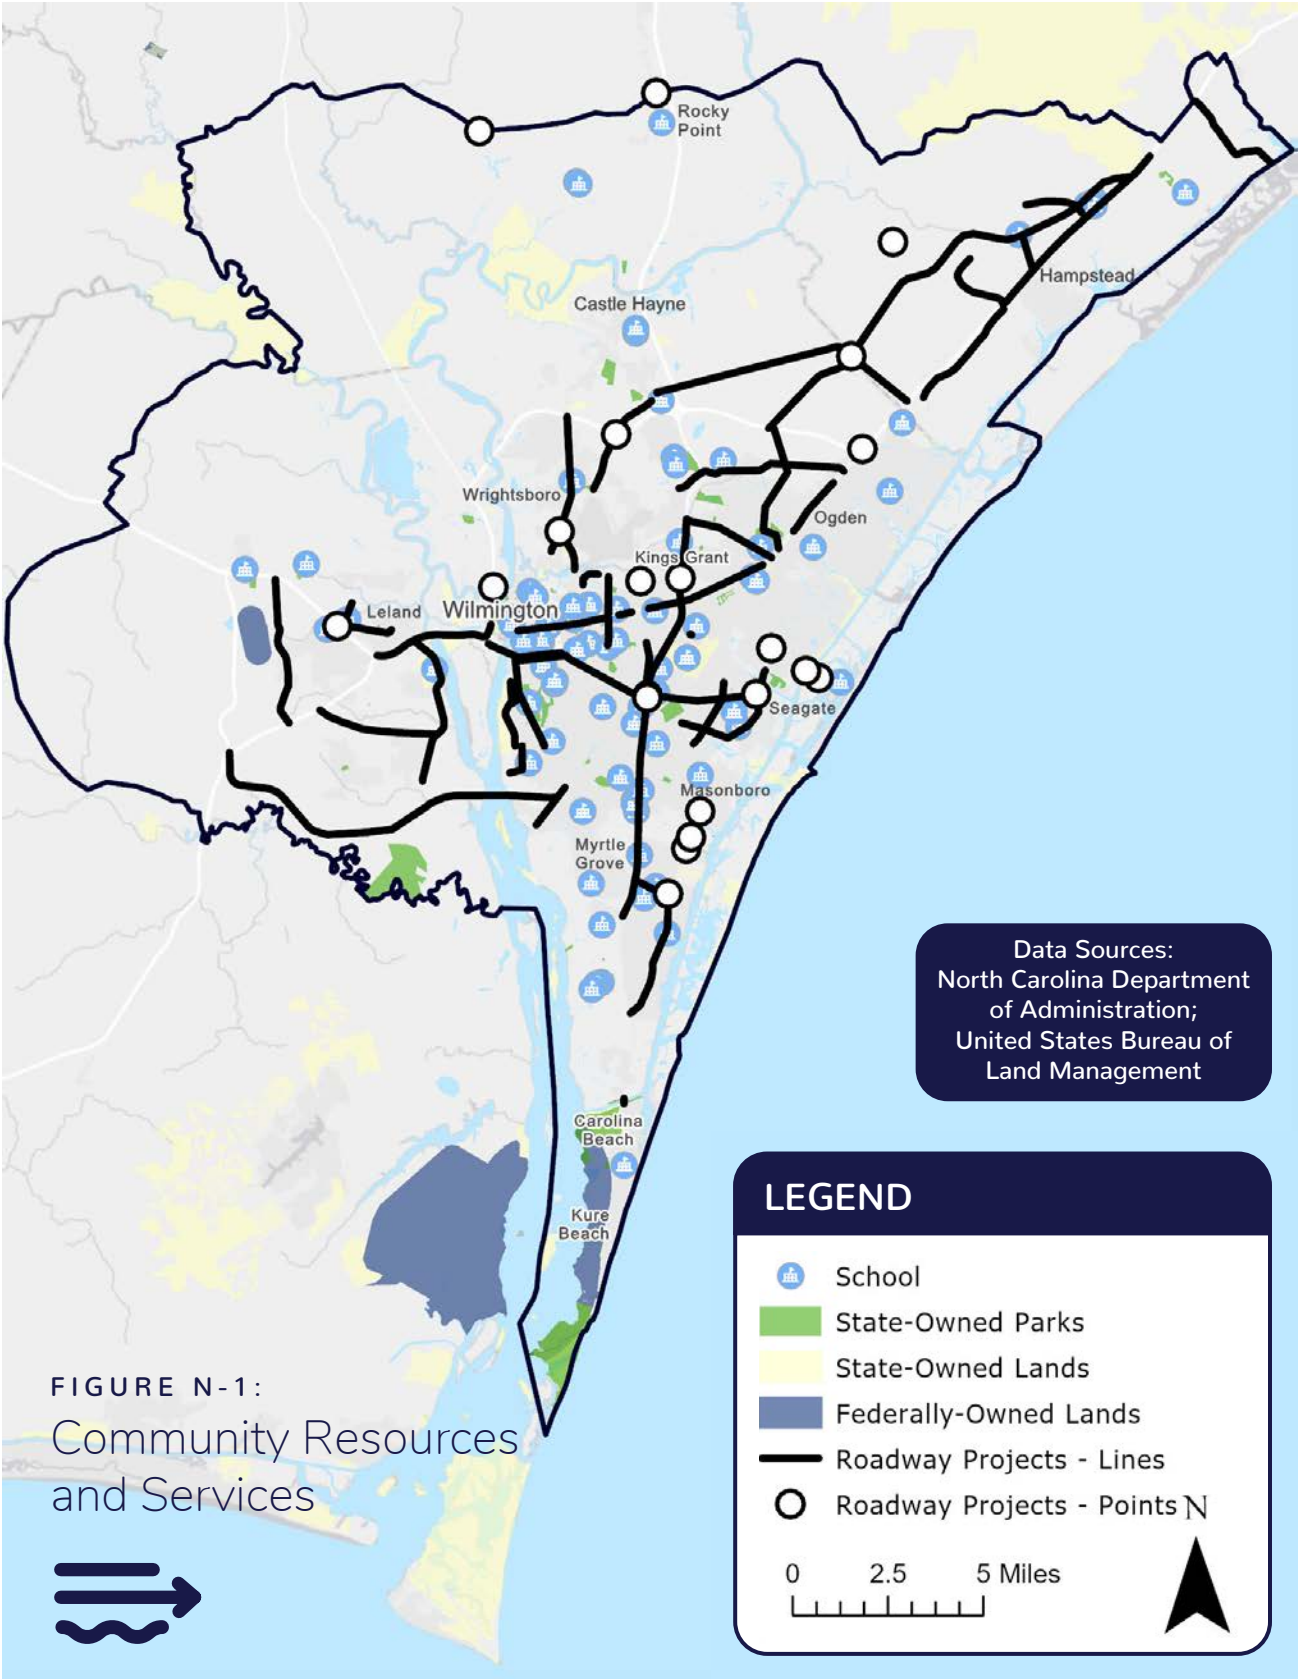 Rocky
Point
Castle Hayne
Hampstead
Wrightsboro
Ogden
Kings Grant
Leland
Wilmington
Seagate
Masonboro
Myrtle
Grove
Data Sources:
North Carolina Department
of Administration;
United States Bureau of
Land Management
Carolina
Beach
Kure
Beach
LEGEND
School
State-Owned Parks
State-Owned Lands
Federally-Owned Lands
Roadway Projects - Lines
Roadway Projects - Points
N
0 2.5 5 Miles
FIGURE N-1:
Community Resources
and Services